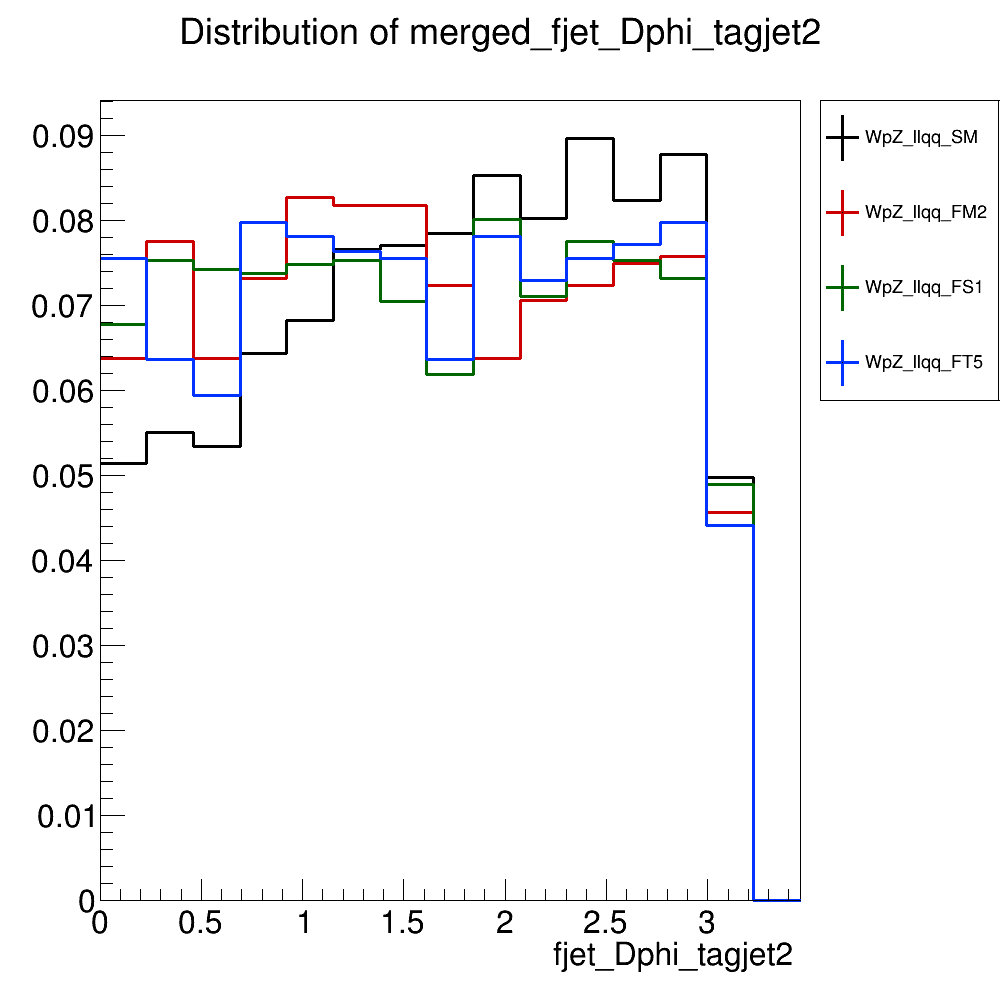 Distribution of merged_fjet_Dphi_tagjet2
0.09
0.08
0.07
0.06
0.05
0.04
0.03
0.02
0.01
0
0 0.5 1 1.5 2 2.5 3
fjet_Dphi_tagjet2
WpZ_llqq_SM
WpZ_llqq_FM2
WpZ_llqq_FS1
WpZ_llqq_FT5